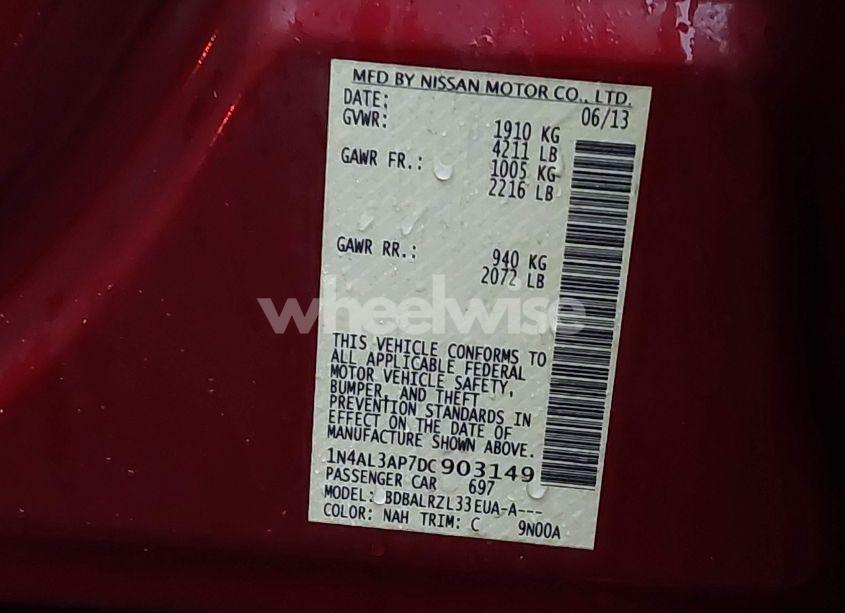 MFD BY NISSAN MOTOR CO., LTD.
DATE: 06/13
GVWR: 1910 KG
4211 LB
GAWR FR.: 1005 KG
2216 LB
GAWR RR.: 940 KG
2072 LB
wheelwise
THIS VEHICLE CONFORMS TO
ALL APPLICABLE FEDERAL
MOTOR VEHICLE SAFETY,
BUMPER, AND THEFT
PREVENTION STANDARDS IN
EFFECT ON THE DATE OF
MANUFACTURE SHOWN ABOVE.
1N4AL3AP7DC903149
PASSENGER CAR 697
MODEL: BDBALRZL33EUA-A---
COLOR: NAH TRIM: C 9N00A